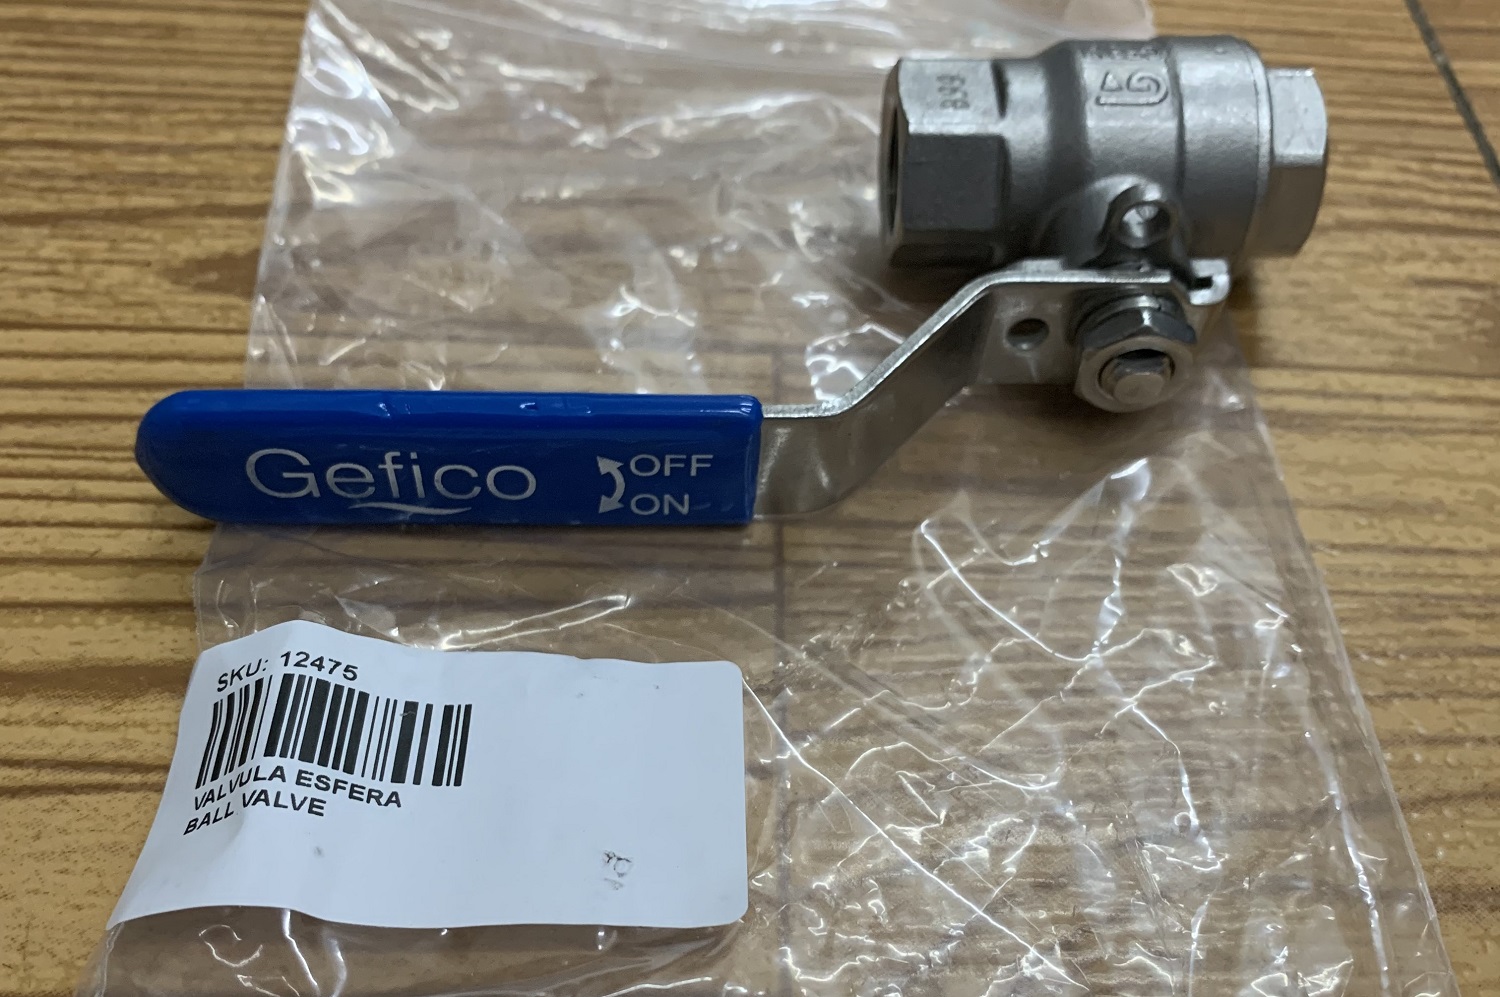 G
Gefico
OFF
ON
SKU: 12475
VALVULA ESFERA
BALL VALVE